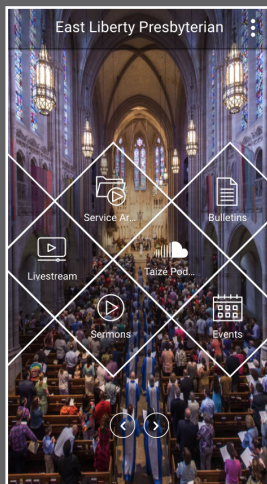 East Liberty Presbyterian
Service Ar...
Bulletins
Livestream
Taizé Pod...
Sermons
Events